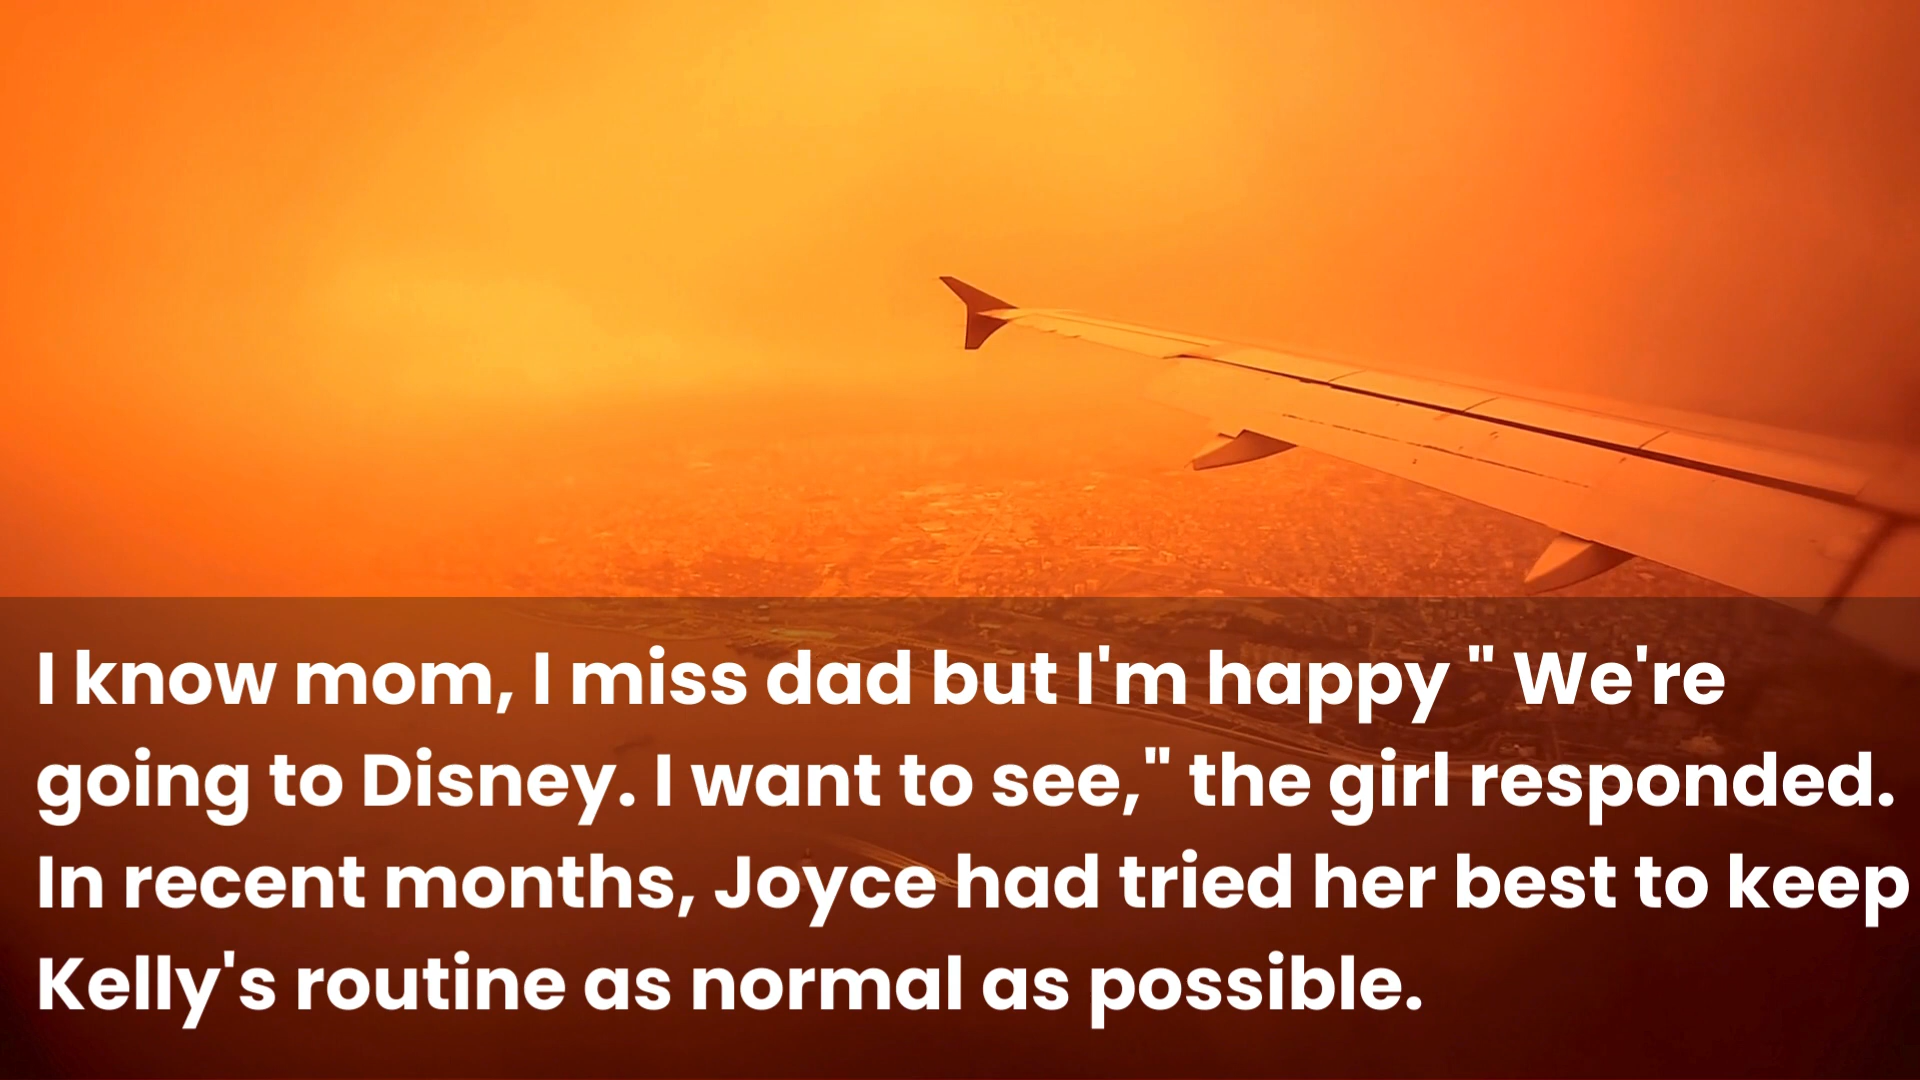 I know mom, I miss dad but I'm happy " We're
going to Disney. I want to see," the girl responded.
In recent months, Joyce had tried her best to keep
Kelly's routine as normal as possible.